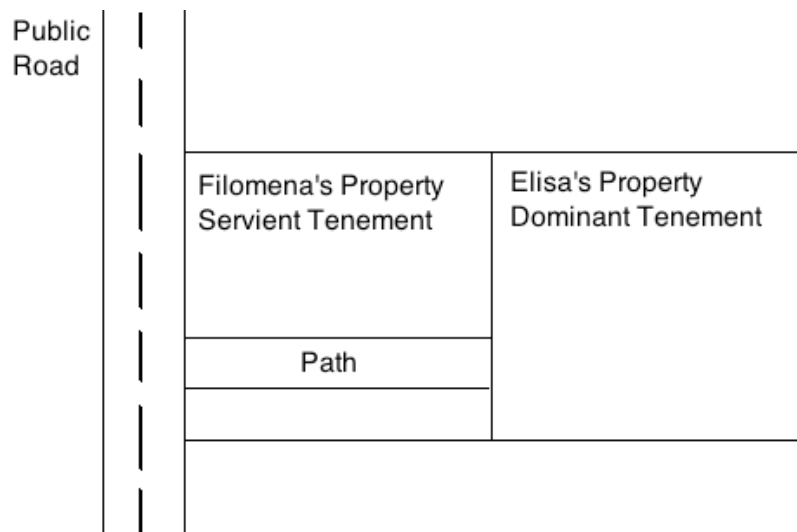 Public
Road
Filomena's Property
Servient Tenement
Elisa's Property
Dominant Tenement
Path